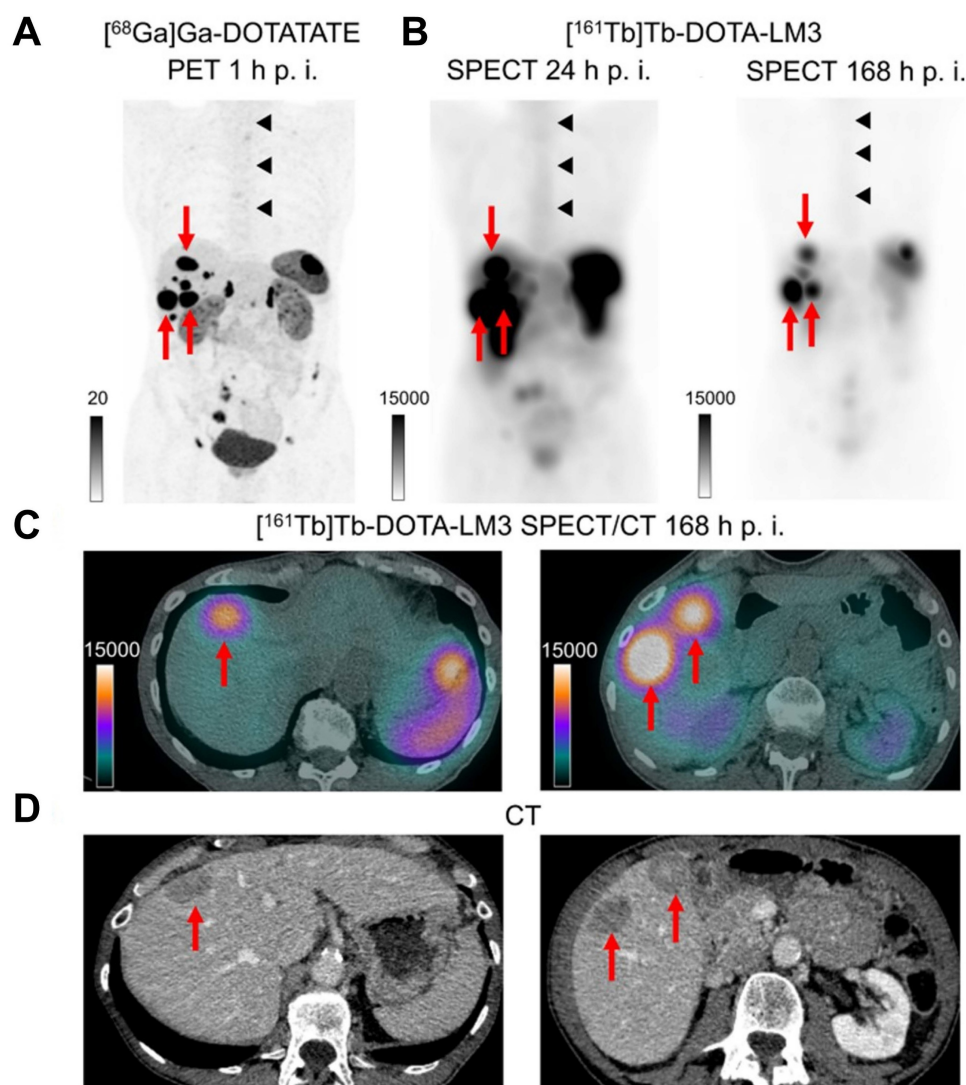 A
[⁶⁸Ga]Ga-DOTATATE
PET 1 h p. i.
B
[¹⁶¹Tb]Tb-DOTA-LM3
SPECT 24 h p. i.
SPECT 168 h p. i.
20
15000
15000
C
[¹⁶¹Tb]Tb-DOTA-LM3 SPECT/CT 168 h p. i.
15000
15000
D
CT